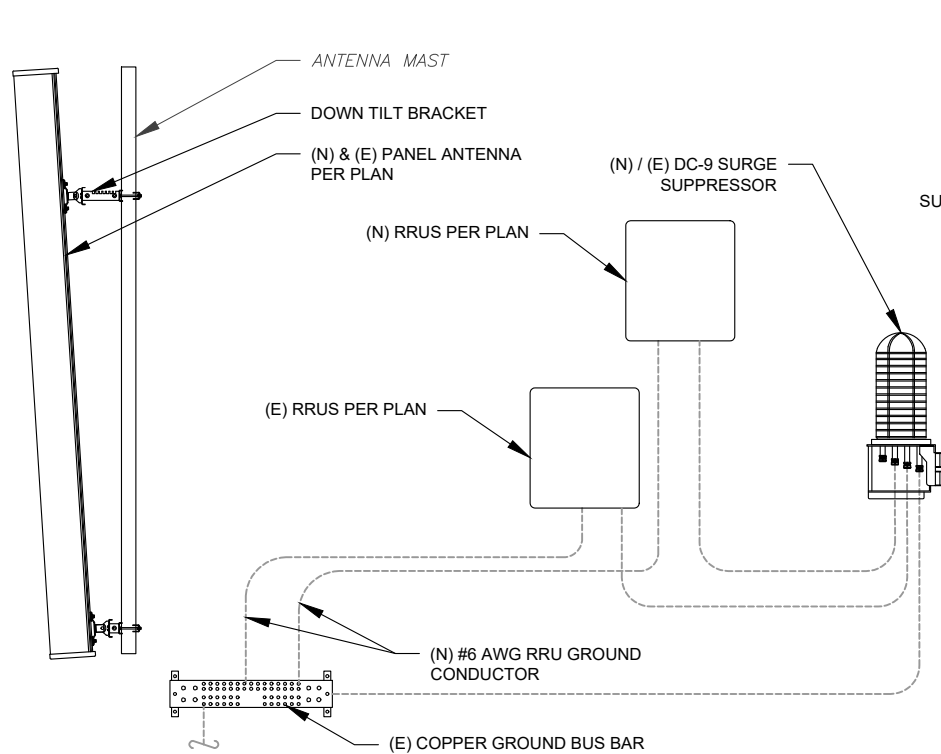 ANTENNA MAST
DOWN TILT BRACKET
(N) & (E) PANEL ANTENNA
PER PLAN
(N) / (E) DC-9 SURGE
SUPPRESSOR
SU
(N) RRUS PER PLAN
(E) RRUS PER PLAN
(N) #6 AWG RRU GROUND
CONDUCTOR
(E) COPPER GROUND BUS BAR